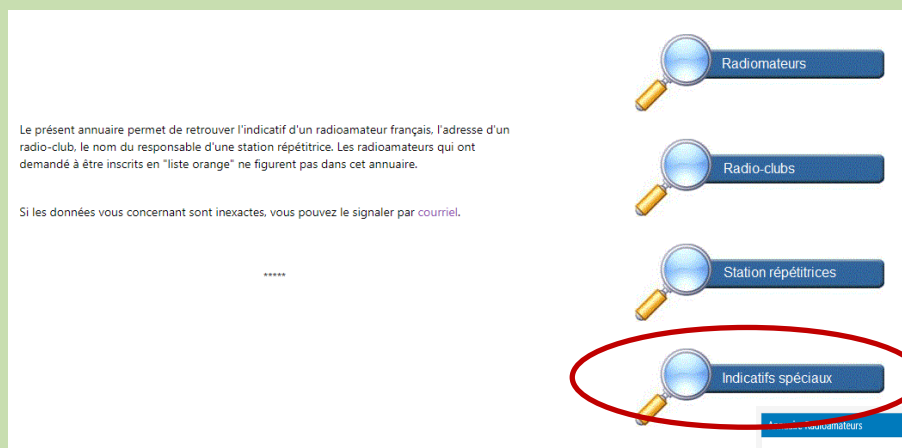 Radiomateurs
Le présent annuaire permet de retrouver l'indicatif d'un radioamateur français, l'adresse d'un
radio-club, le nom du responsable d'une station répétitrice. Les radioamateurs qui ont
demandé à être inscrits en "liste orange" ne figurent pas dans cet annuaire.
Radio-clubs
Si les données vous concernant sont inexactes, vous pouvez le signaler par courriel.
*****
Station répétitrices
Indicatifs spéciaux
Radioamateurs